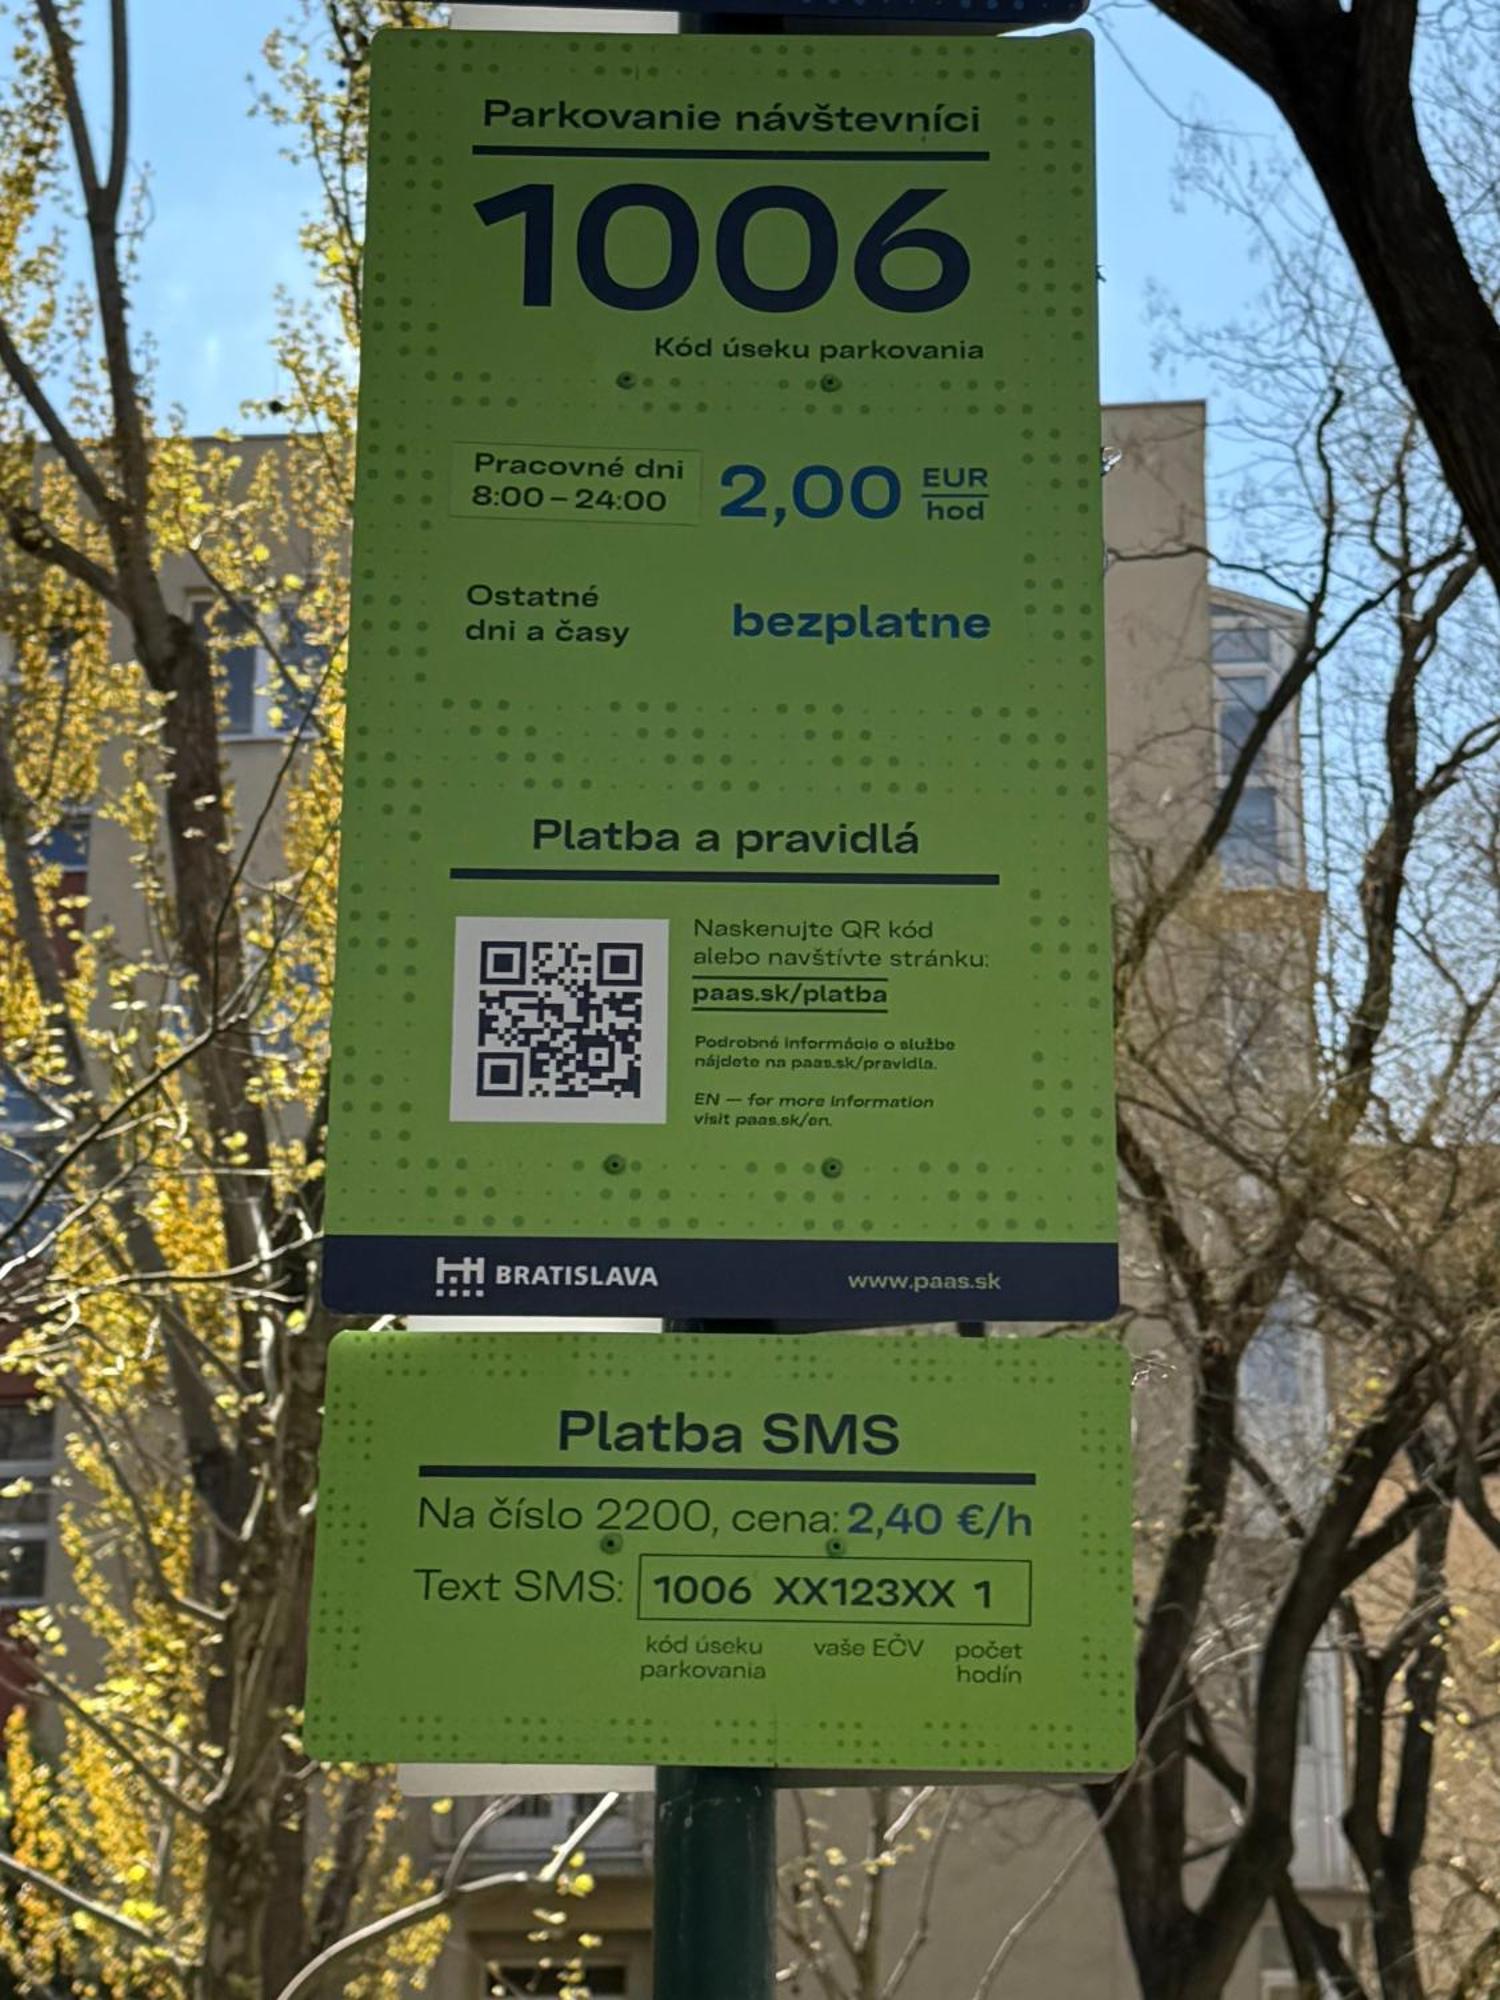 Parkovanie návštevníci
1006
Kód úseku parkovania
Pracovné dni
8:00 – 24:00
2,00 EUR
hod
Ostatné
dni a časy
bezplatne
Platba a pravidlá
Naskenujte QR kód
alebo navštívte stránku:
paas.sk/platba
Podrobné informácie o službe
nájdete na paas.sk/pravidla.
EN — for more information
visit paas.sk/en.
BRATISLAVA
www.paas.sk
Platba SMS
Na číslo 2200, cena: 2,40 €/h
Text SMS: 1006 XX123XX 1
kód úseku
parkovania
vaše EČV
počet
hodín